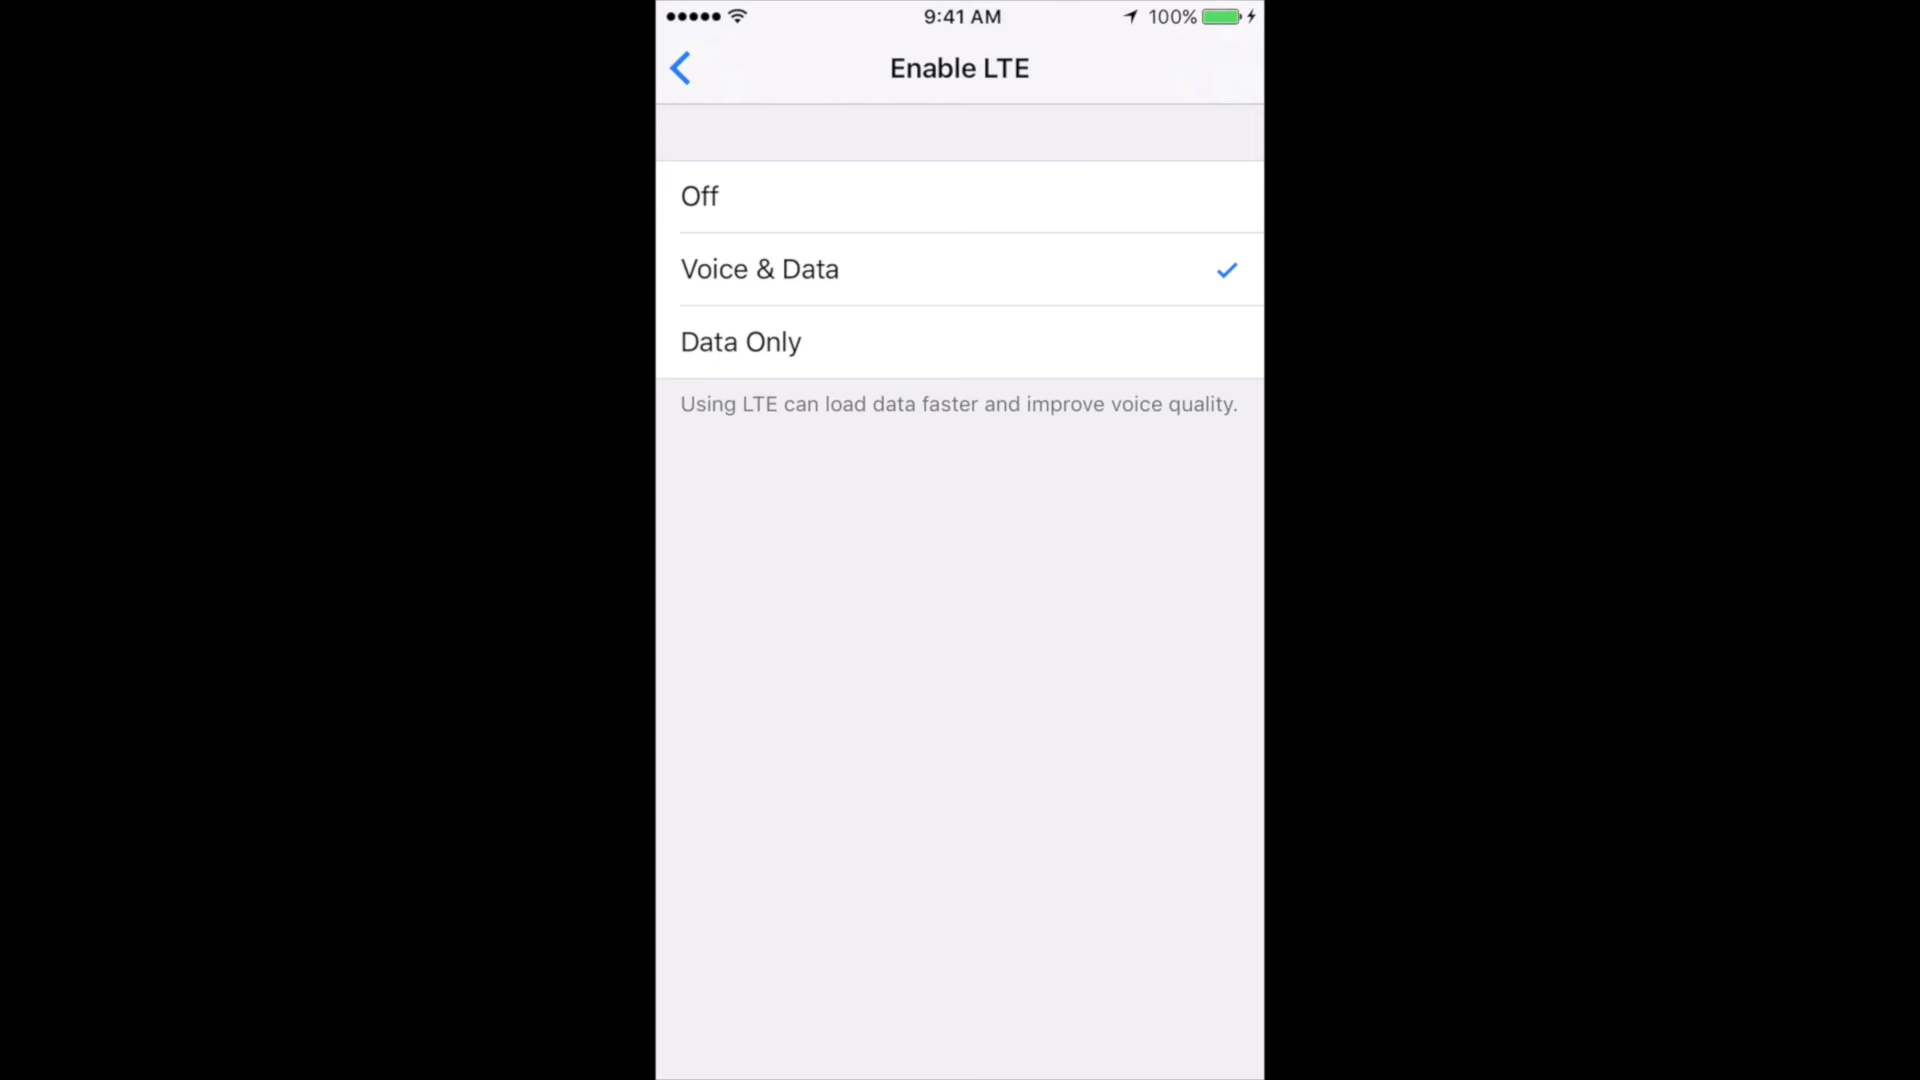 9:41 AM 100%
Enable LTE
Off
Voice & Data
Data Only
Using LTE can load data faster and improve voice quality.